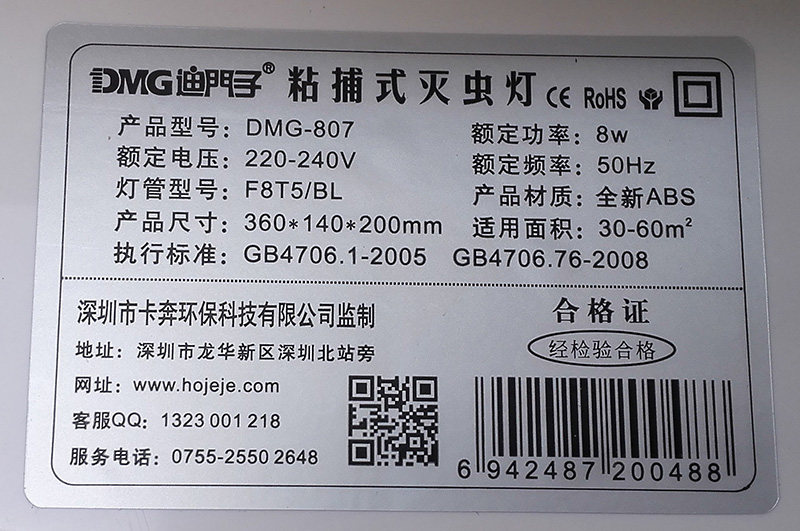 DMG迪門子® 粘捕式灭虫灯 CE RoHS
产品型号：DMG-807 额定功率：8w
额定电压：220-240V 额定频率：50Hz
灯管型号：F8T5/BL 产品材质：全新ABS
产品尺寸：360*140*200mm 适用面积：30-60m²
执行标准：GB4706.1-2005 GB4706.76-2008
深圳市卡奔环保科技有限公司监制
地址：深圳市龙华新区深圳北站旁
网址：www.hojeje.com
客服QQ：1323 001 218
服务电话：0755-2550 2648
合格证
经检验合格
6 942487 200488